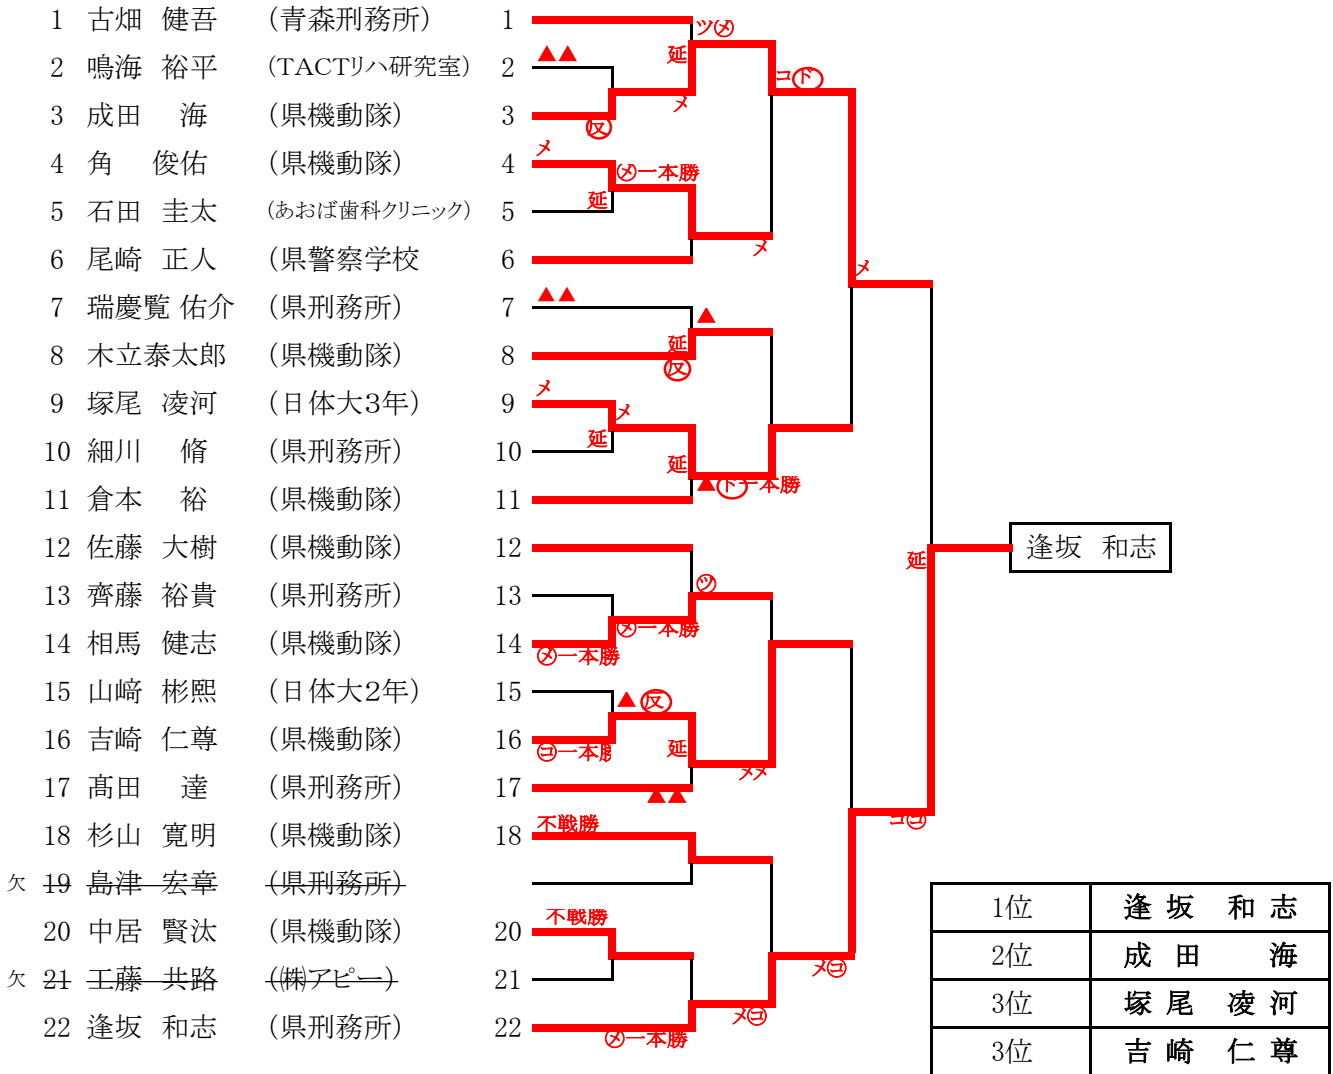 1 古畑 健吾 (青森刑務所) 1
ツ㋱
延
▲▲
2 鳴海 裕平 (TACTリハ研究室) 2
コド
メ
3 成田 海 (県機動隊) 3
反
メ
4 角 俊佑 (県機動隊) 4
㋱一本勝
延
5 石田 圭太 (あおば歯科クリニック) 5
メ
6 尾崎 正人 (県警察学校 6
メ
▲▲
7 瑞慶覧 佑介 (県刑務所) 7
▲
延
8 木立泰太郎 (県機動隊) 8
反
メ
9 塚尾 凌河 (日体大3年) 9
メ
延
10 細川 脩 (県刑務所) 10
延
▲ド一本勝
11 倉本 裕 (県機動隊) 11
12 佐藤 大樹 (県機動隊) 12
延
逢坂 和志
㋡
13 齊藤 裕貴 (県刑務所) 13
㋱一本勝
14 相馬 健志 (県機動隊) 14
㋱一本勝
15 山﨑 彬熙 (日体大2年) 15
▲反
16 吉崎 仁尊 (県機動隊) 16
㋙一本勝
延
メメ
17 髙田 達 (県刑務所) 17
▲▲
不戦勝
コ㋙
18 杉山 寛明 (県機動隊) 18
欠 19 島津 宏章 (県刑務所)
不戦勝
20 中居 賢汰 (県機動隊) 20
メ㋙
欠 21 工藤 共路 (㈱アピー) 21
メ㋙
22 逢坂 和志 (県刑務所) 22
㋱一本勝
1位 逢坂 和志
2位 成田 海
3位 塚尾 凌河
3位 吉崎 仁尊